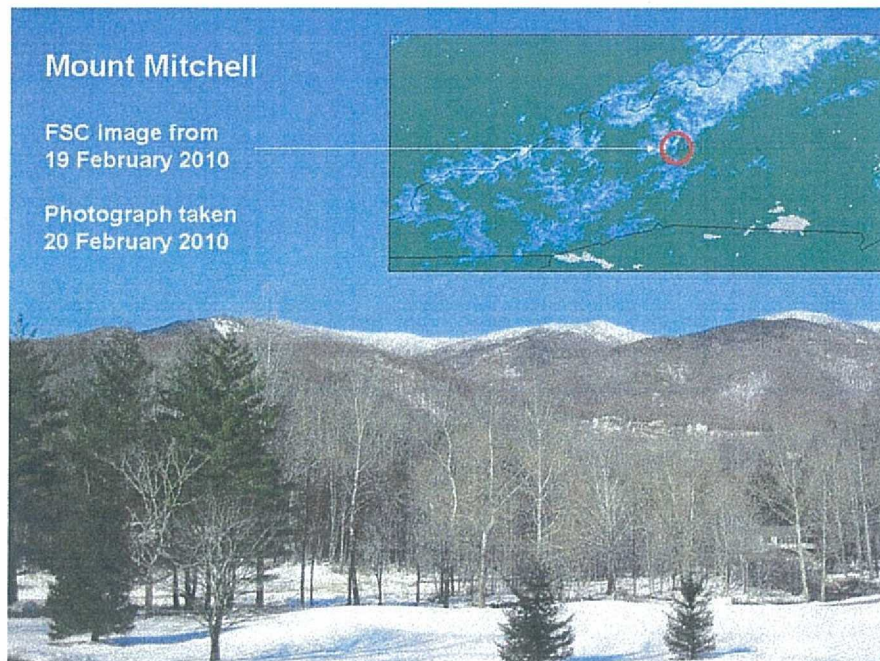 Mount Mitchell
FSC Image from
19 February 2010
Photograph taken
20 February 2010